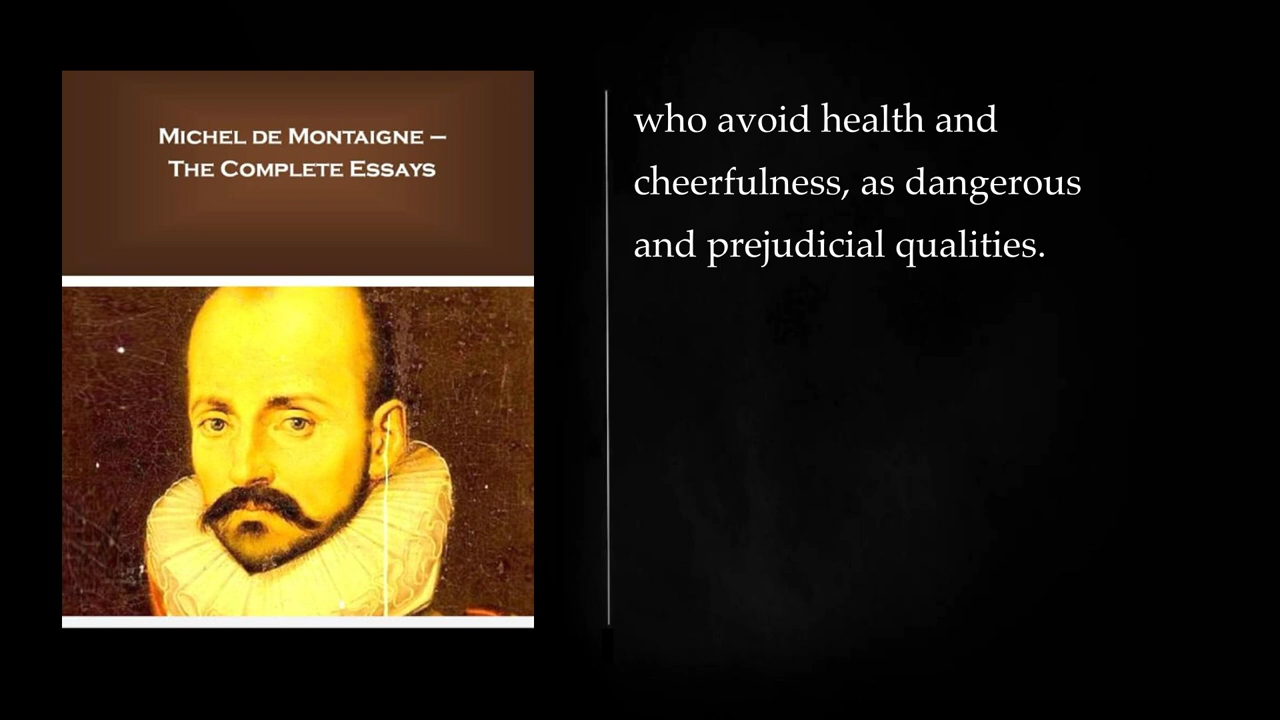 MICHEL DE MONTAIGNE –
THE COMPLETE ESSAYS
who avoid health and
cheerfulness, as dangerous
and prejudicial qualities.